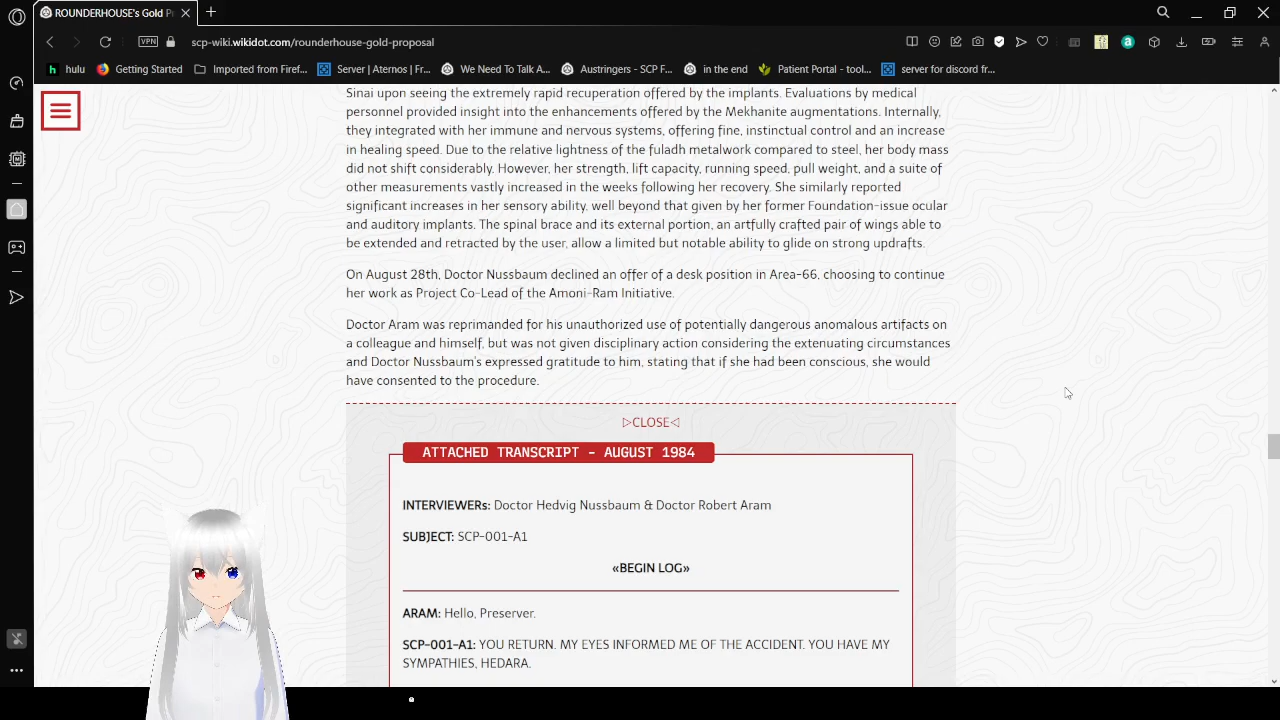 ROUNDERHOUSE's Gold P
VPN
scp-wiki.wikidot.com/rounderhouse-gold-proposal
hulu
Getting Started
Imported from Firef...
Server | Aternos | Fr...
We Need To Talk A...
Austringers - SCP F...
in the end
Patient Portal - tool...
server for discord fr...
Sinai upon seeing the extremely rapid recuperation offered by the implants. Evaluations by medical
personnel provided insight into the enhancements offered by the Mekhanite augmentations. Internally,
they integrated with her immune and nervous systems, offering fine, instinctual control and an increase
in healing speed. Due to the relative lightness of the fuladh metalwork compared to steel, her body mass
did not shift considerably. However, her strength, lift capacity, running speed, pull weight, and a suite of
other measurements vastly increased in the weeks following her recovery. She similarly reported
significant increases in her sensory ability, well beyond that given by her former Foundation-issue ocular
and auditory implants. The spinal brace and its external portion, an artfully crafted pair of wings able to
be extended and retracted by the user, allow a limited but notable ability to glide on strong updrafts.
On August 28th, Doctor Nussbaum declined an offer of a desk position in Area-66, choosing to continue
her work as Project Co-Lead of the Amoni-Ram Initiative.
Doctor Aram was reprimanded for his unauthorized use of potentially dangerous anomalous artifacts on
a colleague and himself, but was not given disciplinary action considering the extenuating circumstances
and Doctor Nussbaum's expressed gratitude to him, stating that if she had been conscious, she would
have consented to the procedure.
▷CLOSE◁
ATTACHED TRANSCRIPT - AUGUST 1984
INTERVIEWERs: Doctor Hedvig Nussbaum & Doctor Robert Aram
SUBJECT: SCP-001-A1
«BEGIN LOG»
ARAM: Hello, Preserver.
SCP-001-A1: YOU RETURN. MY EYES INFORMED ME OF THE ACCIDENT. YOU HAVE MY
SYMPATHIES, HEDARA.